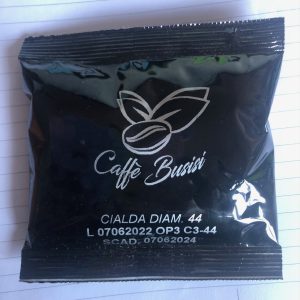 Caffè Busisi
CIALDA DIAM. 44
L 07062022 OP3 C3-44
SCAD. 07062024